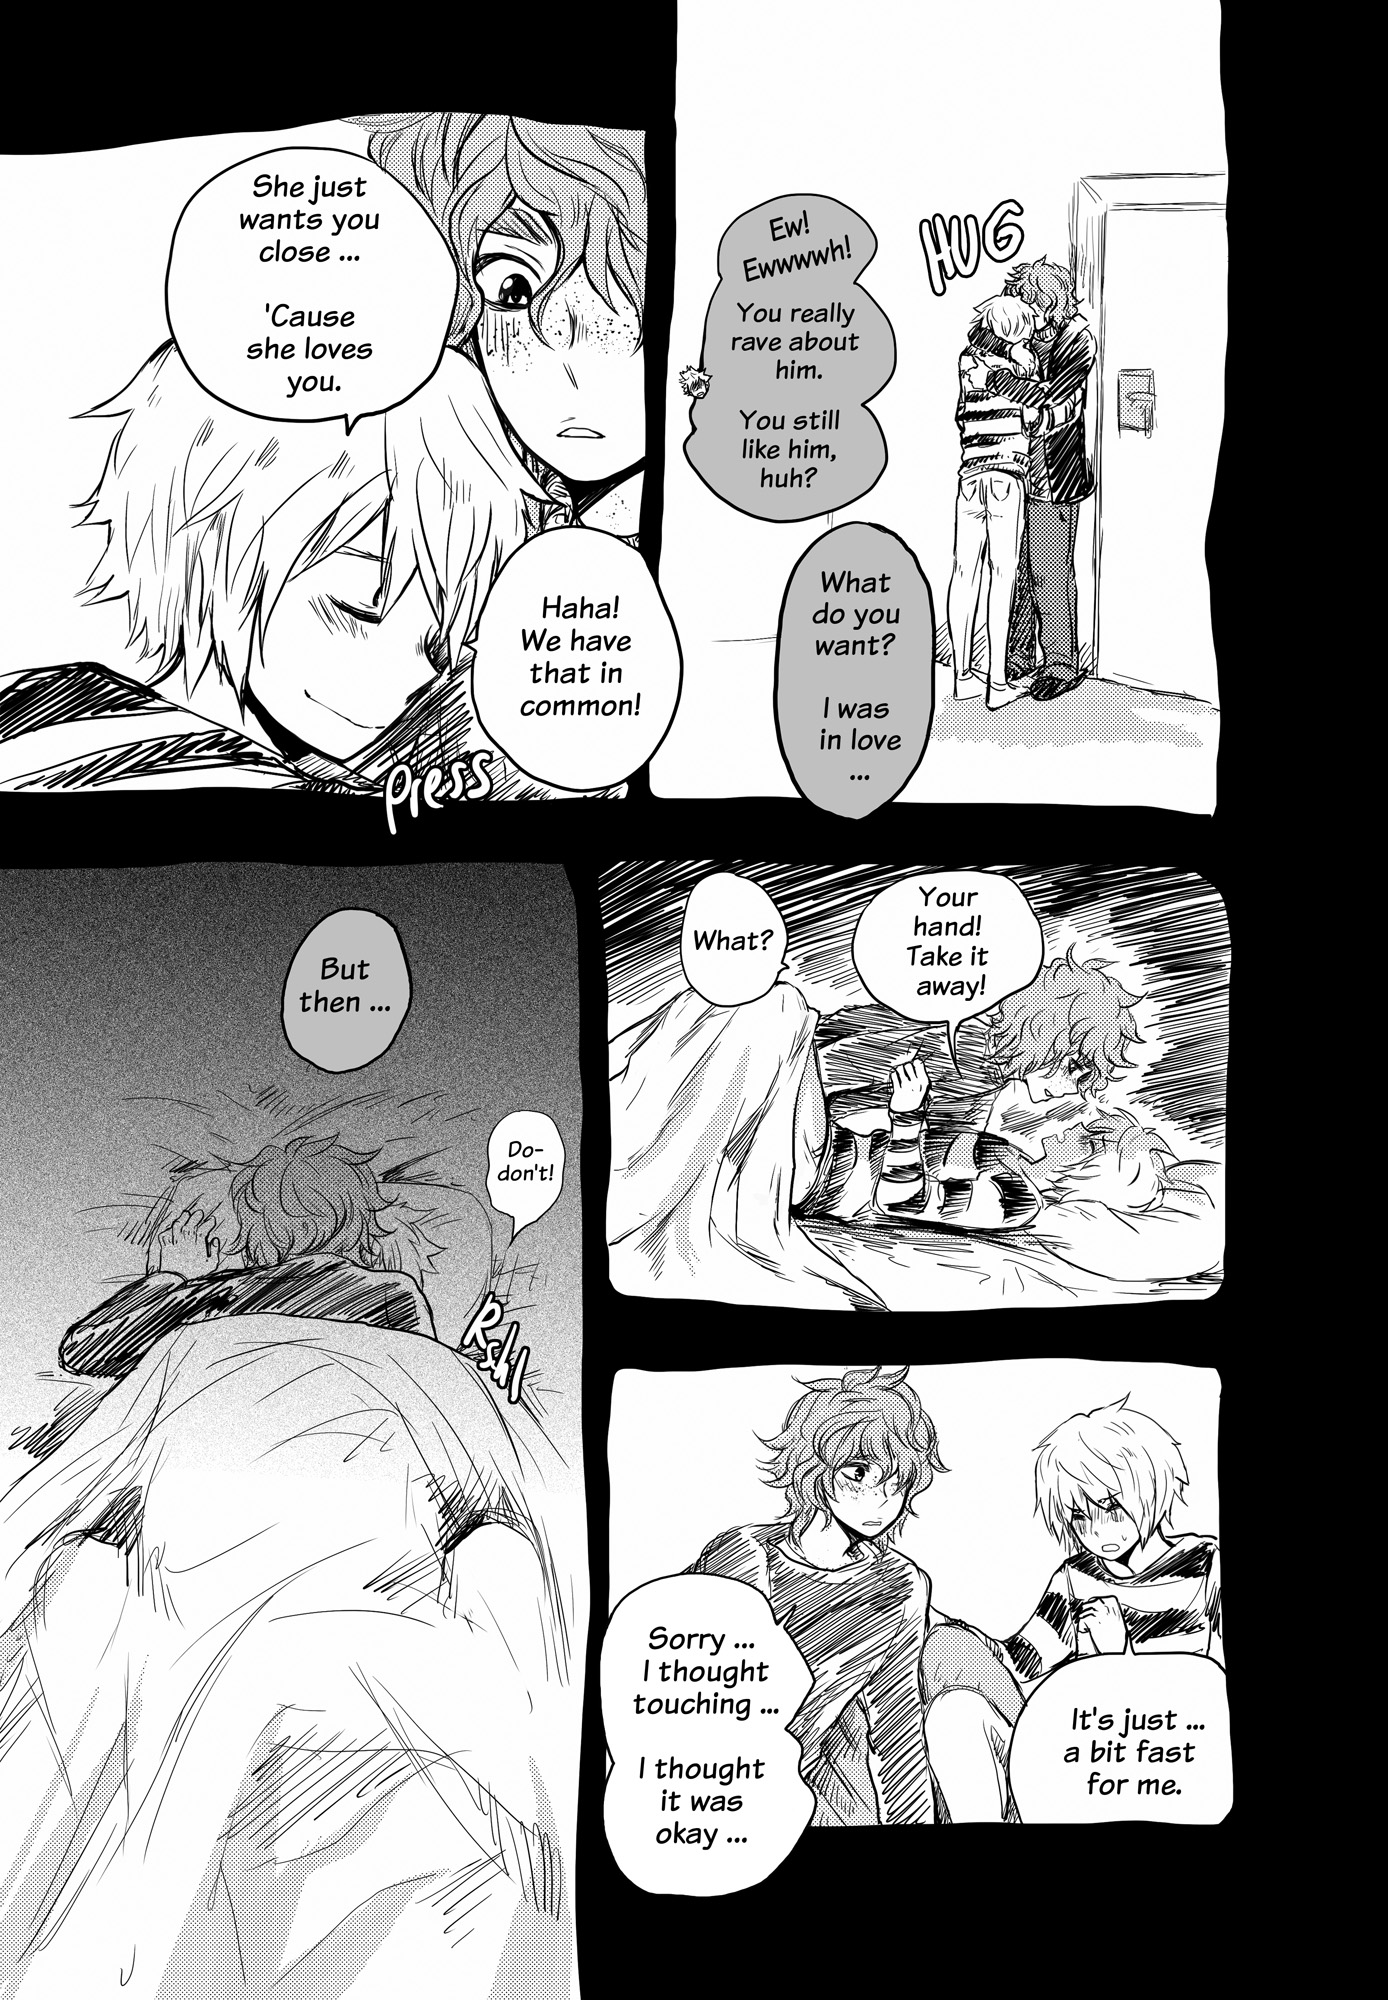 HUG
Ew!
Ewwwwh!
You really
rave about
him.
You still
like him,
huh?
What
do you
want?
I was
in love
...
She just
wants you
close ...
'Cause
she loves
you.
Haha!
We have
that in
common!
Press
Your
hand!
Take it
away!
What?
It's just ...
a bit fast
for me.
Sorry ...
I thought
touching ...
I thought
it was
okay ...
But
then ...
Do-
don't!
Rshl